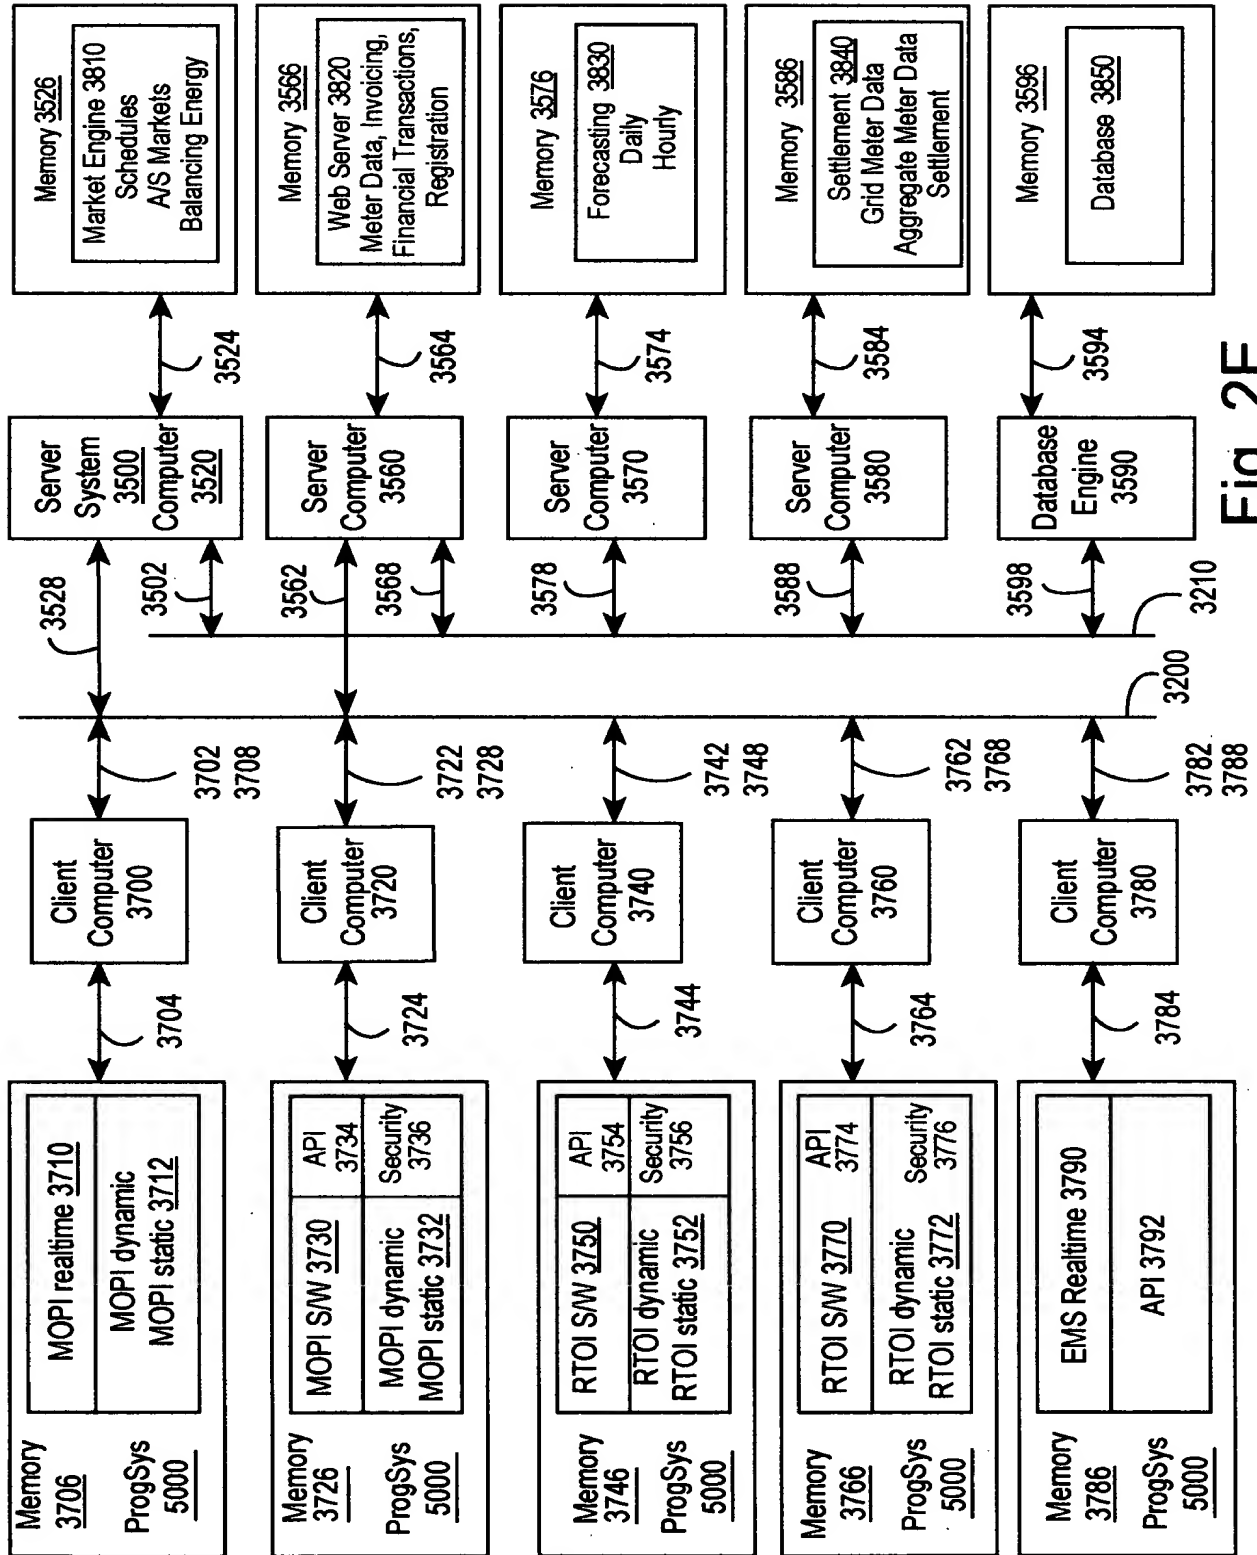 Memory 3526
Market Engine 3810
Schedules
A/S Markets
Balancing Energy
Memory 3566
Web Server 3820
Meter Data, Invoicing,
Financial Transactions,
Registration
Memory 3576
Forecasting 3830
Daily
Hourly
Memory 3586
Settlement 3840
Grid Meter Data
Aggregate Meter Data
Settlement
Memory 3596
Database 3850
3524
3564
3574
3584
3594
Server
System
3500
Computer
3520
Server
Computer
3560
Server
Computer
3570
Server
Computer
3580
Database
Engine
3590
Fig. 2F
3528
3502
3562
3568
3578
3588
3598
3210
3200
3702
3708
3722
3728
3742
3748
3762
3768
3782
3788
Client
Computer
3700
Client
Computer
3720
Client
Computer
3740
Client
Computer
3760
Client
Computer
3780
3704
3724
3744
3764
3784
MOPI realtime 3710
MOPI dynamic
MOPI static 3712
Memory
3706
ProgSys
5000
MOPI S/W 3730
API
3734
MOPI dynamic
MOPI static 3732
Security
3736
Memory
3726
ProgSys
5000
RTOI S/W 3750
API
3754
RTOI dynamic
RTOI static 3752
Security
3756
Memory
3746
ProgSys
5000
RTOI S/W 3770
API
3774
RTOI dynamic
RTOI static 3772
Security
3776
Memory
3766
ProgSys
5000
EMS Realtime 3790
API 3792
Memory
3786
ProgSys
5000